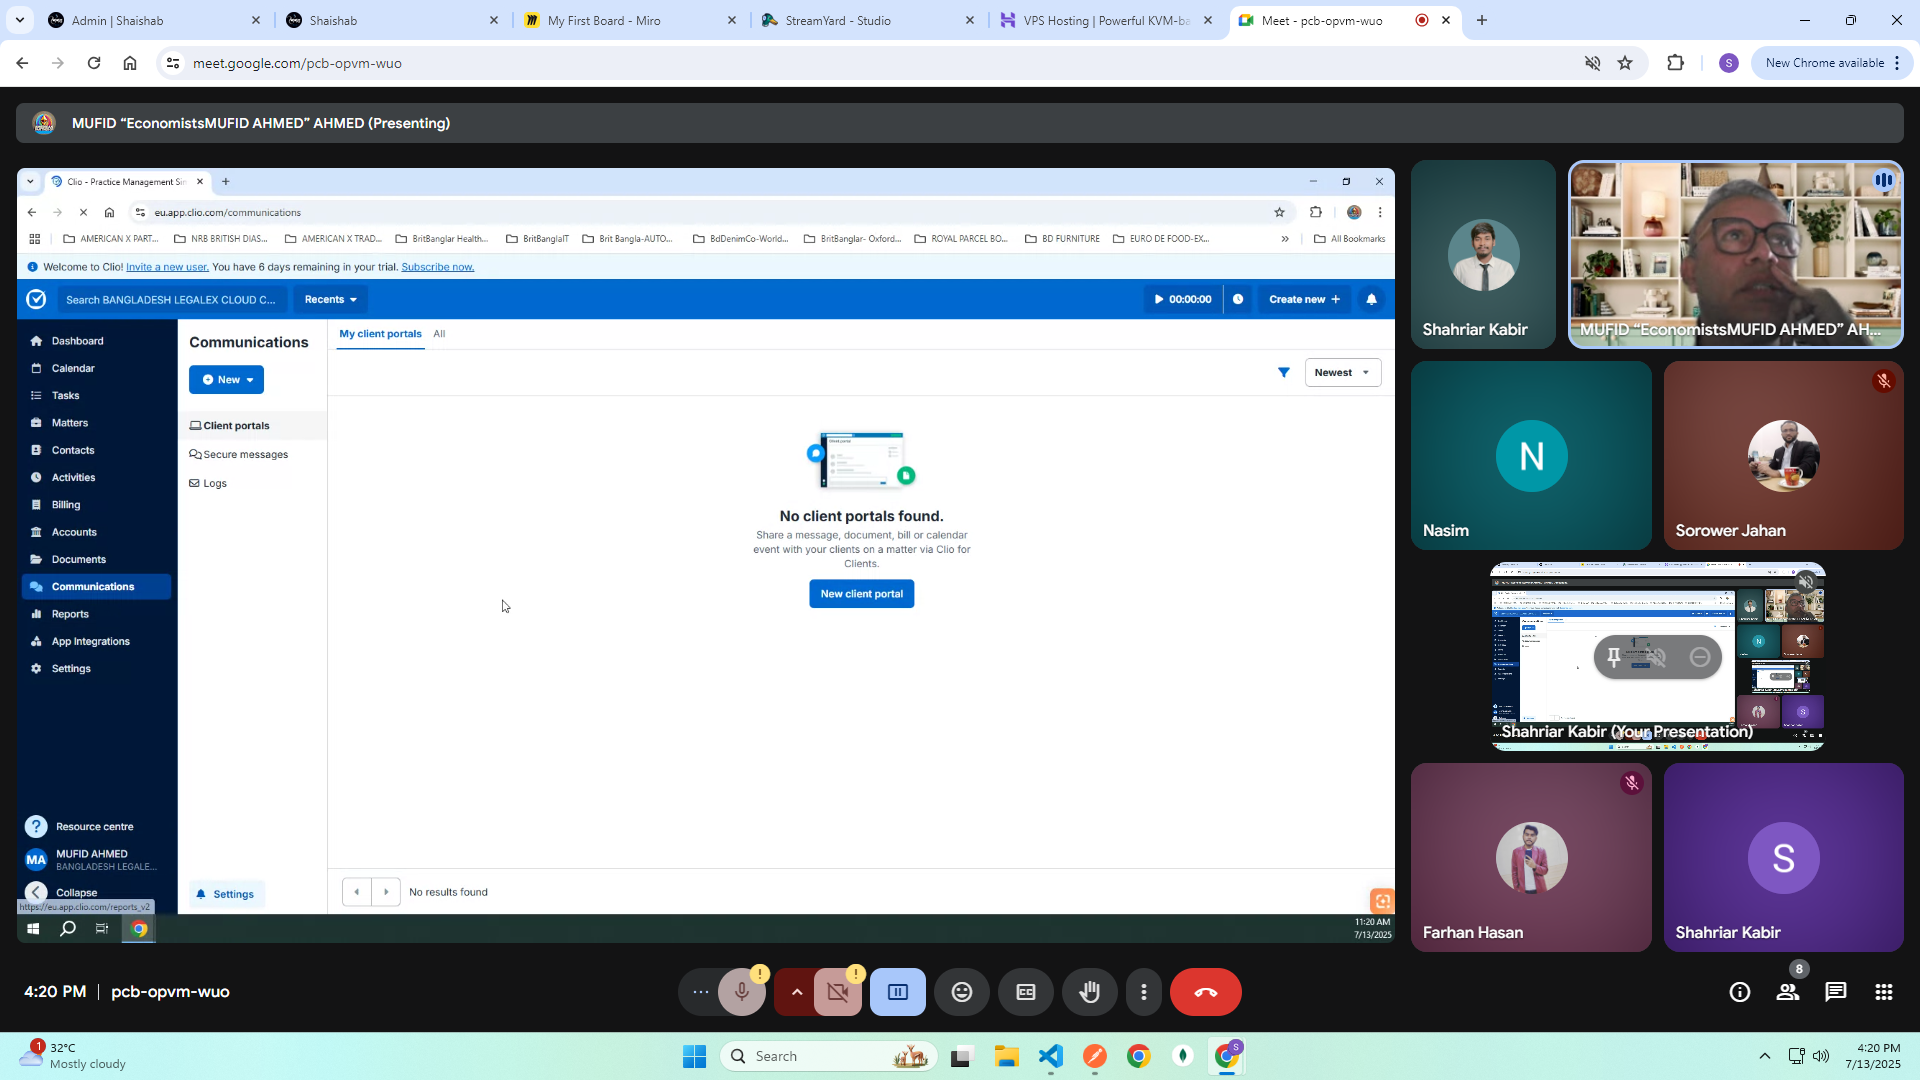 Admin | Shaishab
Shaishab
My First Board - Miro
StreamYard - Studio
VPS Hosting | Powerful KVM-ba
Meet - pcb-opvm-wuo
meet.google.com/pcb-opvm-wuo
S
New Chrome available
MUFID “EconomistsMUFID AHMED” AHMED (Presenting)
Clio - Practice Management Sin
eu.app.clio.com/communications
AMERICAN X PART...
NRB BRITISH DIAS...
AMERICAN X TRAD...
BritBanglar Health...
BritBanglaIT
Brit Bangla-AUTO...
BdDenimCo-World...
BritBanglar- Oxford...
ROYAL PARCEL BO...
BD FURNITURE
EURO DE FOOD-EX...
»
All Bookmarks
Welcome to Clio! Invite a new user. You have 6 days remaining in your trial. Subscribe now.
Search BANGLADESH LEGALEX CLOUD C...
Recents
00:00:00
Create new +
Dashboard
Calendar
Tasks
Matters
Contacts
Activities
Billing
Accounts
Documents
Communications
Reports
App Integrations
Settings
Resource centre
MA
MUFID AHMED
BANGLADESH LEGALE...
Collapse
https://eu.app.clio.com/reports_v2
Communications
New
Client portals
Secure messages
Logs
Settings
My client portals
All
Newest
No client portals found.
Share a message, document, bill or calendar
event with your clients on a matter via Clio for
Clients.
New client portal
No results found
11:20 AM
7/13/2025
Shahriar Kabir
MUFID “EconomistsMUFID AHMED” AH...
N
Nasim
Sorower Jahan
Shahriar Kabir (Your Presentation)
Farhan Hasan
S
Shahriar Kabir
4:20 PM | pcb-opvm-wuo
!
!
CC
8
1
32°C
Mostly cloudy
Search
S
4:20 PM
7/13/2025